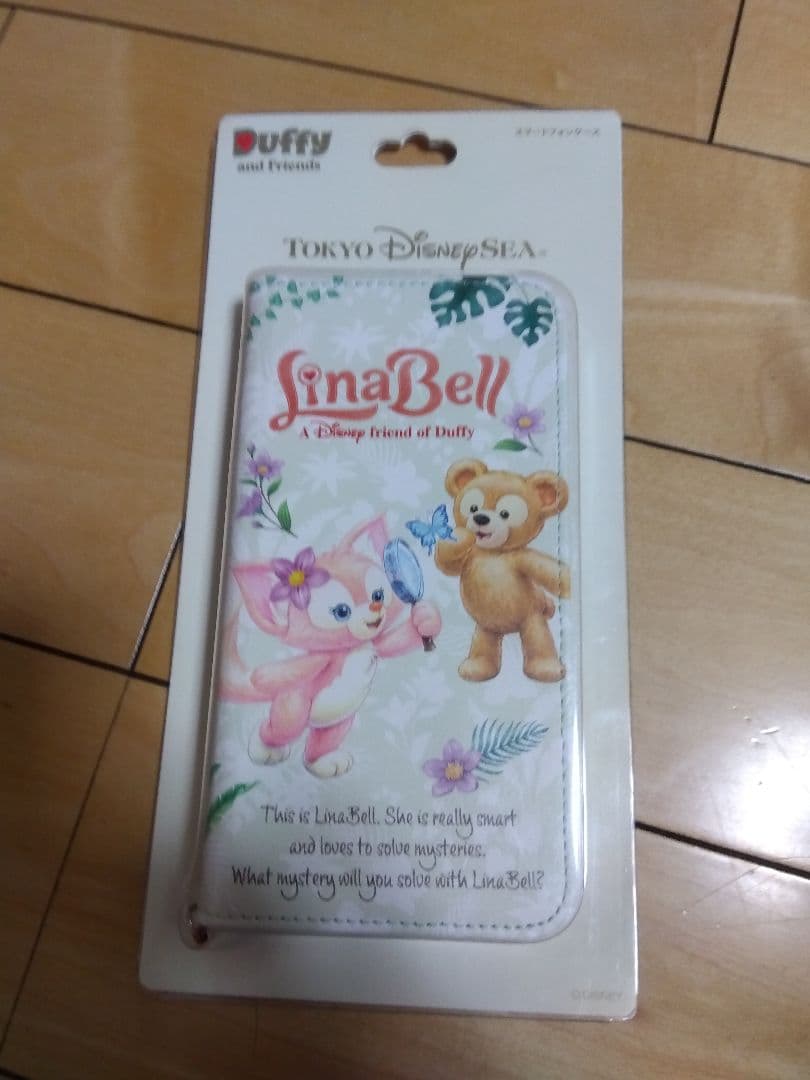 Duffy
and Friends
スマートフォンケース
TOKYO DISNEYSEA
LinaBell
A Disney friend of Duffy
This is LinaBell. She is really smart
and loves to solve mysteries.
What mystery will you solve with LinaBell?
©DISNEY